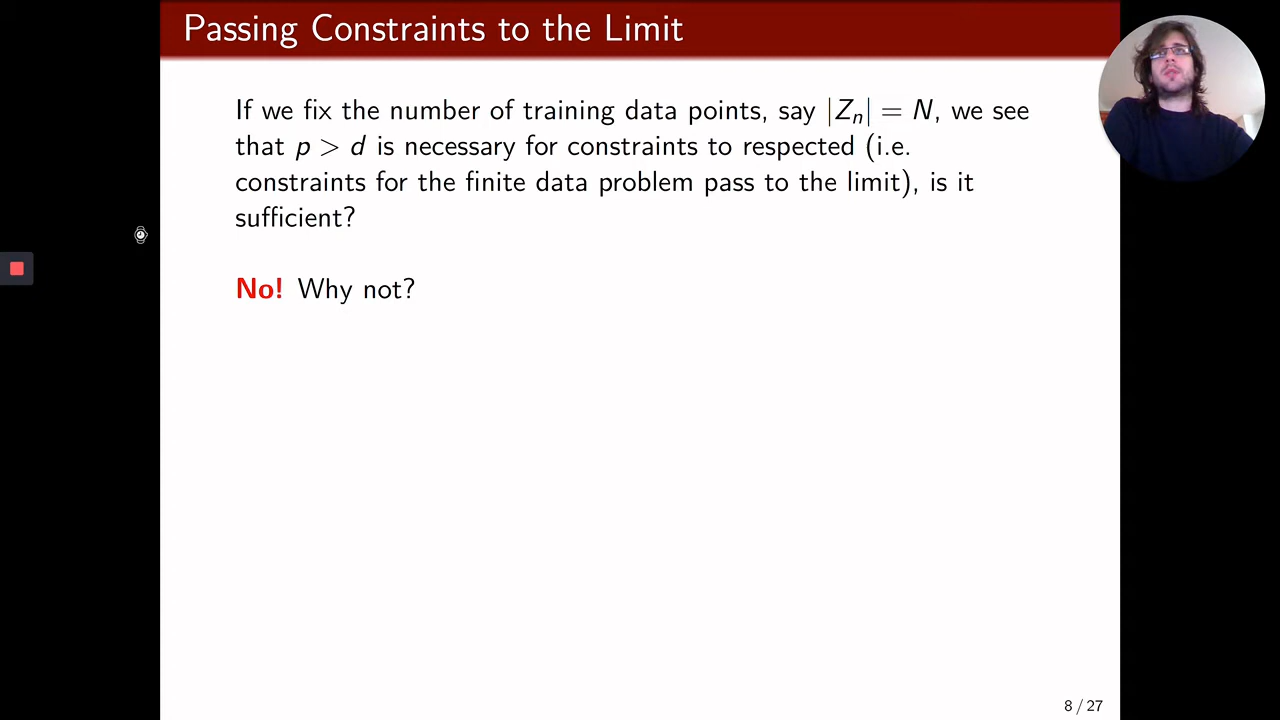 Passing Constraints to the Limit
If we fix the number of training data points, say |Zₙ| = N, we see
that p > d is necessary for constraints to respected (i.e.
constraints for the finite data problem pass to the limit), is it
sufficient?
No! Why not?
8 / 27